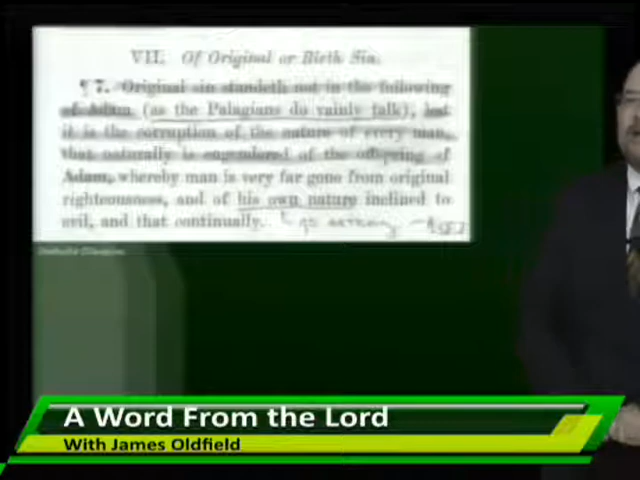 VII. Of Original or Birth Sin.
¶ 7. Original sin standeth not in the following
of Adam (as the Palagians do vainly talk), but
it is the corruption of the nature of every man,
that naturally is engendered of the offspring of
Adam, whereby man is very far gone from original
righteousness, and of his own nature inclined to
evil, and that continually.
A Word From the Lord
With James Oldfield